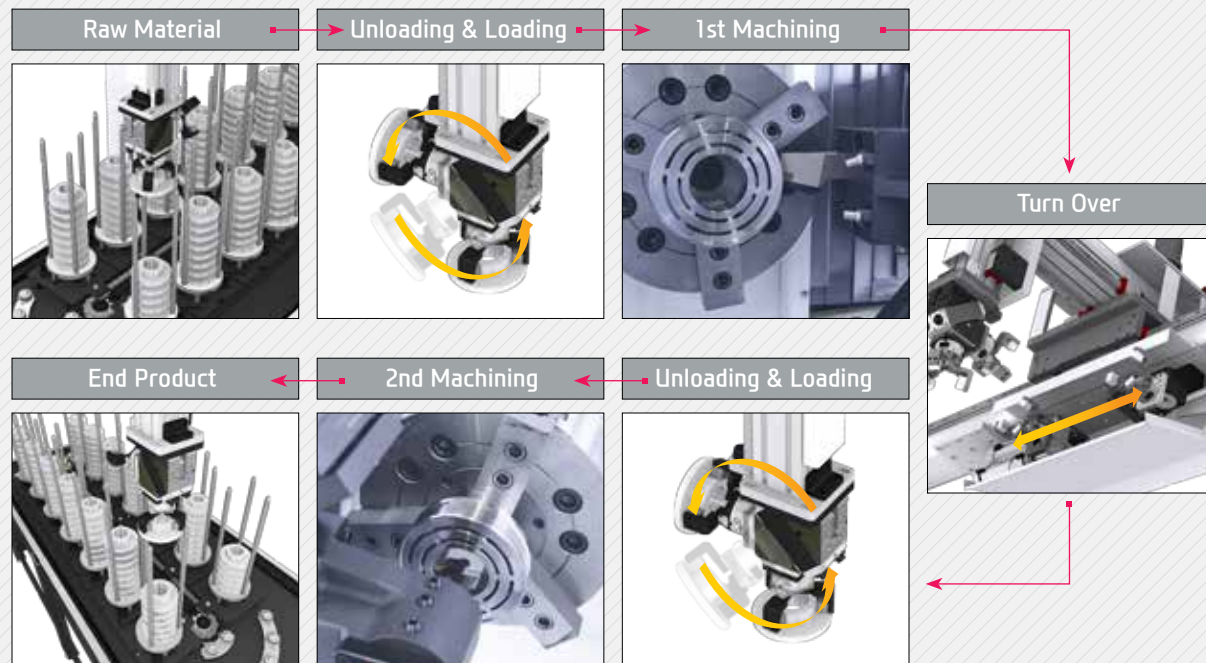 Raw Material
Unloading & Loading
1st Machining
Turn Over
Unloading & Loading
2nd Machining
End Product